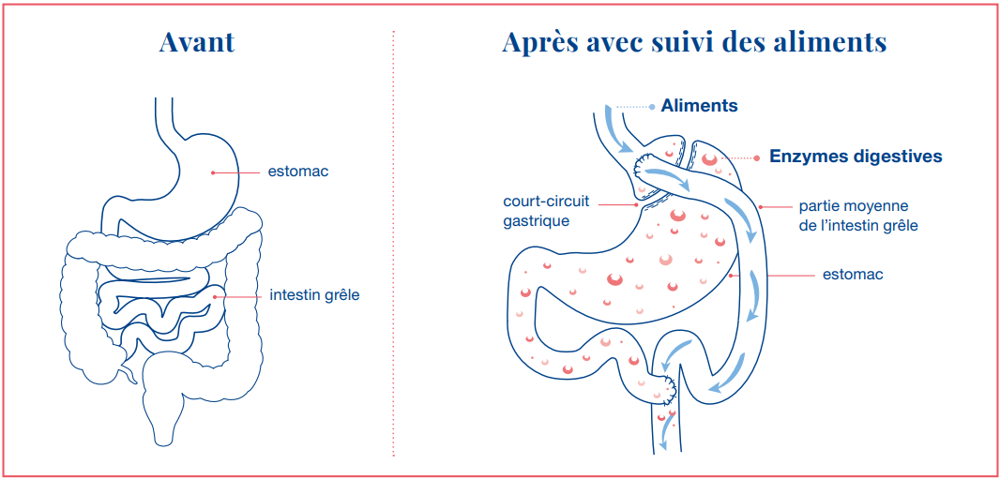 Avant
estomac
intestin grêle
Après avec suivi des aliments
Aliments
Enzymes digestives
court-circuit
gastrique
partie moyenne
de l’intestin grêle
estomac